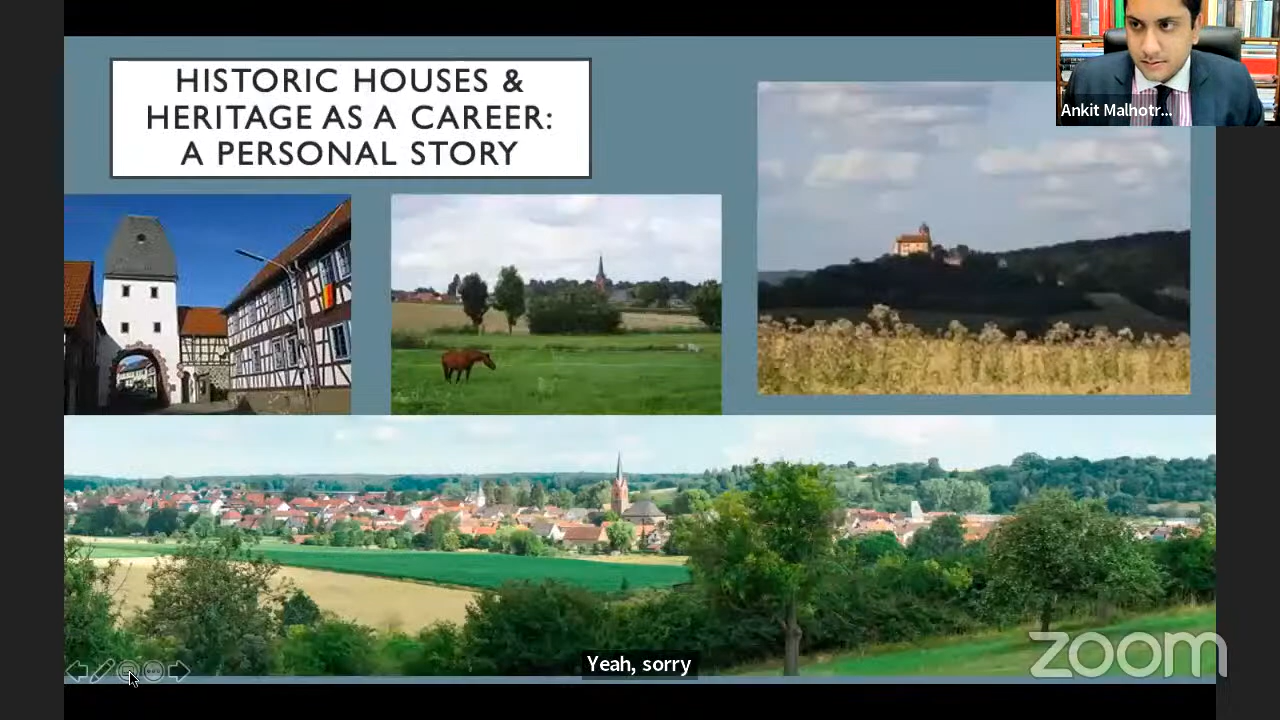 HISTORIC HOUSES &
HERITAGE AS A CAREER:
A PERSONAL STORY
Ankit Malhotr...
Yeah, sorry
zoom